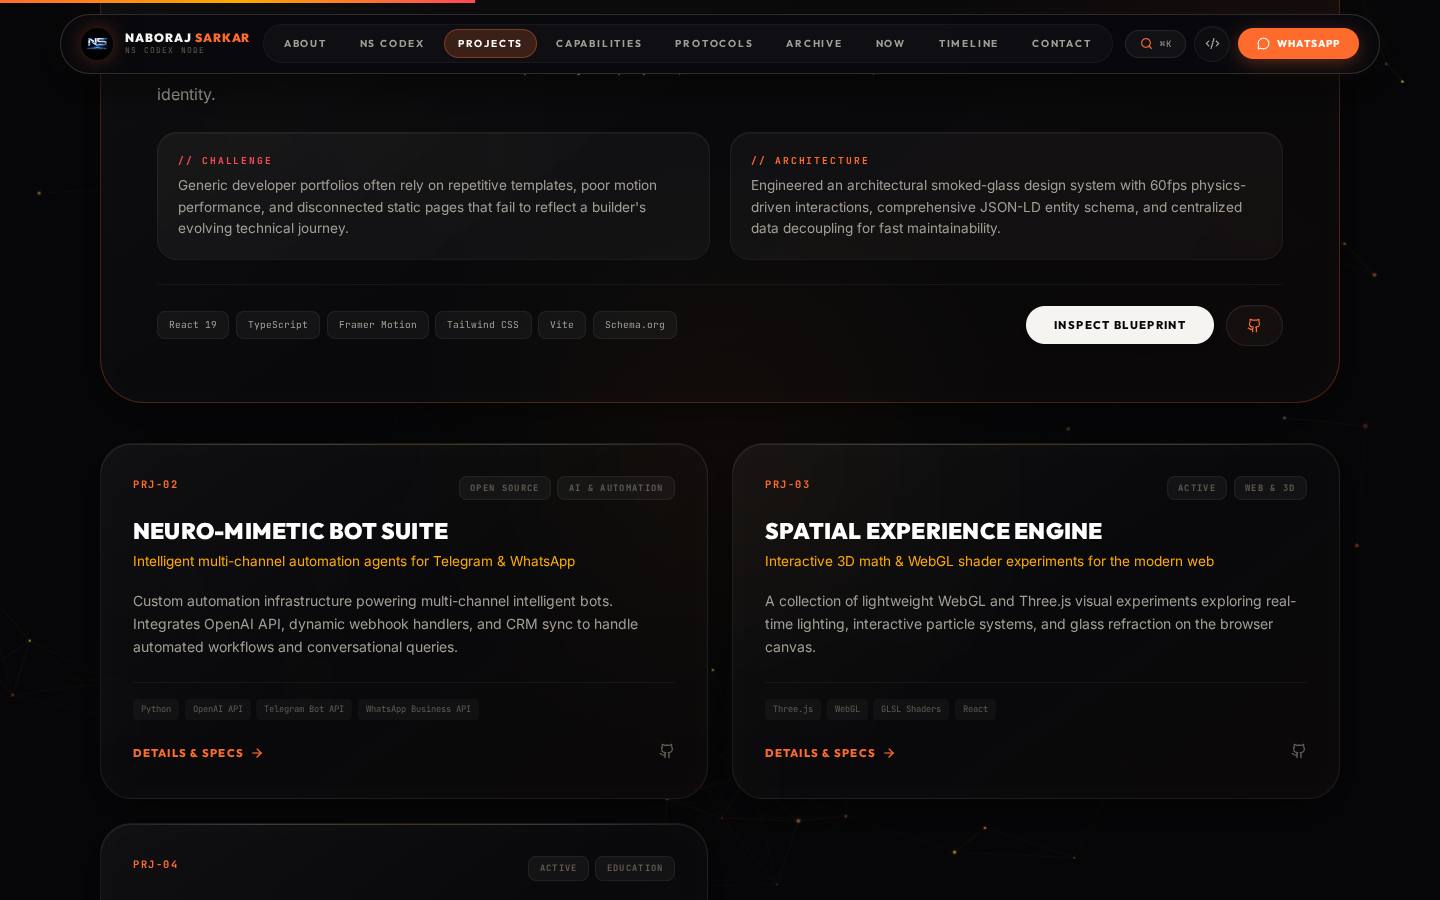 NABORAJ SARKAR
NS CODEX NODE
ABOUT
NS CODEX
PROJECTS
CAPABILITIES
PROTOCOLS
ARCHIVE
NOW
TIMELINE
CONTACT
⌘K
WHATSAPP
identity.
// CHALLENGE
Generic developer portfolios often rely on repetitive templates, poor motion
performance, and disconnected static pages that fail to reflect a builder's
evolving technical journey.
// ARCHITECTURE
Engineered an architectural smoked-glass design system with 60fps physics-
driven interactions, comprehensive JSON-LD entity schema, and centralized
data decoupling for fast maintainability.
React 19
TypeScript
Framer Motion
Tailwind CSS
Vite
Schema.org
INSPECT BLUEPRINT
PRJ-02
OPEN SOURCE
AI & AUTOMATION
NEURO-MIMETIC BOT SUITE
Intelligent multi-channel automation agents for Telegram & WhatsApp
Custom automation infrastructure powering multi-channel intelligent bots.
Integrates OpenAI API, dynamic webhook handlers, and CRM sync to handle
automated workflows and conversational queries.
Python
OpenAI API
Telegram Bot API
WhatsApp Business API
DETAILS & SPECS
PRJ-03
ACTIVE
WEB & 3D
SPATIAL EXPERIENCE ENGINE
Interactive 3D math & WebGL shader experiments for the modern web
A collection of lightweight WebGL and Three.js visual experiments exploring real-
time lighting, interactive particle systems, and glass refraction on the browser
canvas.
Three.js
WebGL
GLSL Shaders
React
DETAILS & SPECS
PRJ-04
ACTIVE
EDUCATION